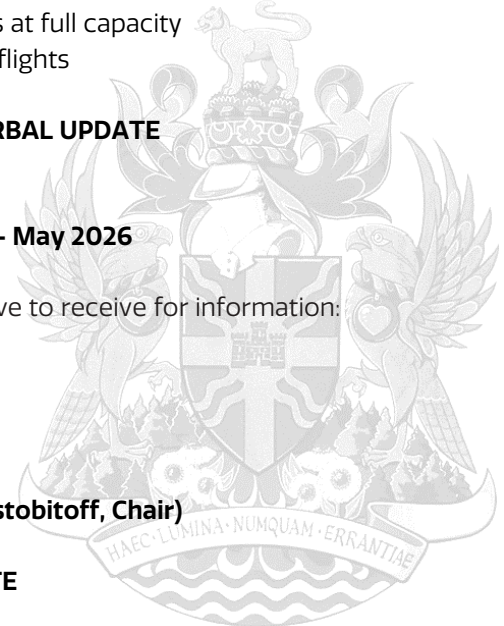 s at full capacity
flights
RBAL UPDATE
- May 2026
ve to receive for information:
stobitoff, Chair)
HAEC·LUMINA·NUMQUAM·ERRANTIAE
TE